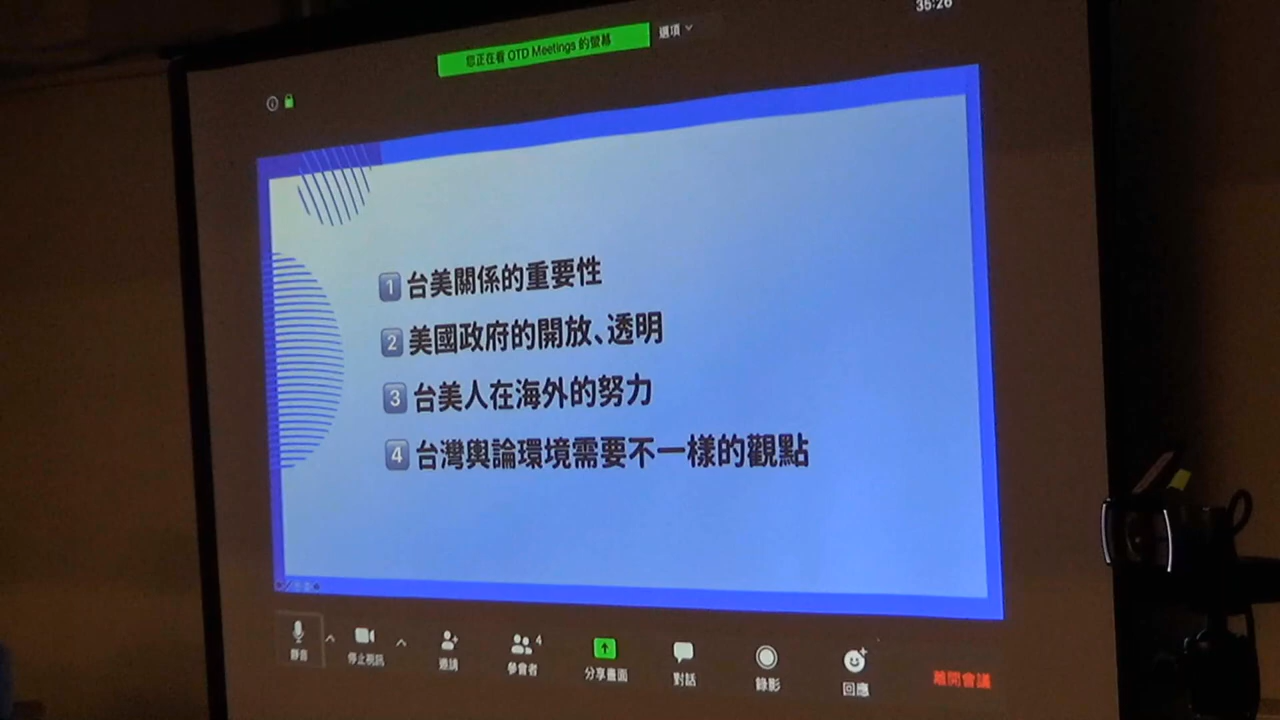 35:26
您正在看 OTD Meetings 的螢幕
選項
1 台美關係的重要性
2 美國政府的開放、透明
3 台美人在海外的努力
4 台灣輿論環境需要不一樣的觀點
靜音
停止視訊
邀請
4
參會者
分享畫面
對話
錄影
回應
離開會議